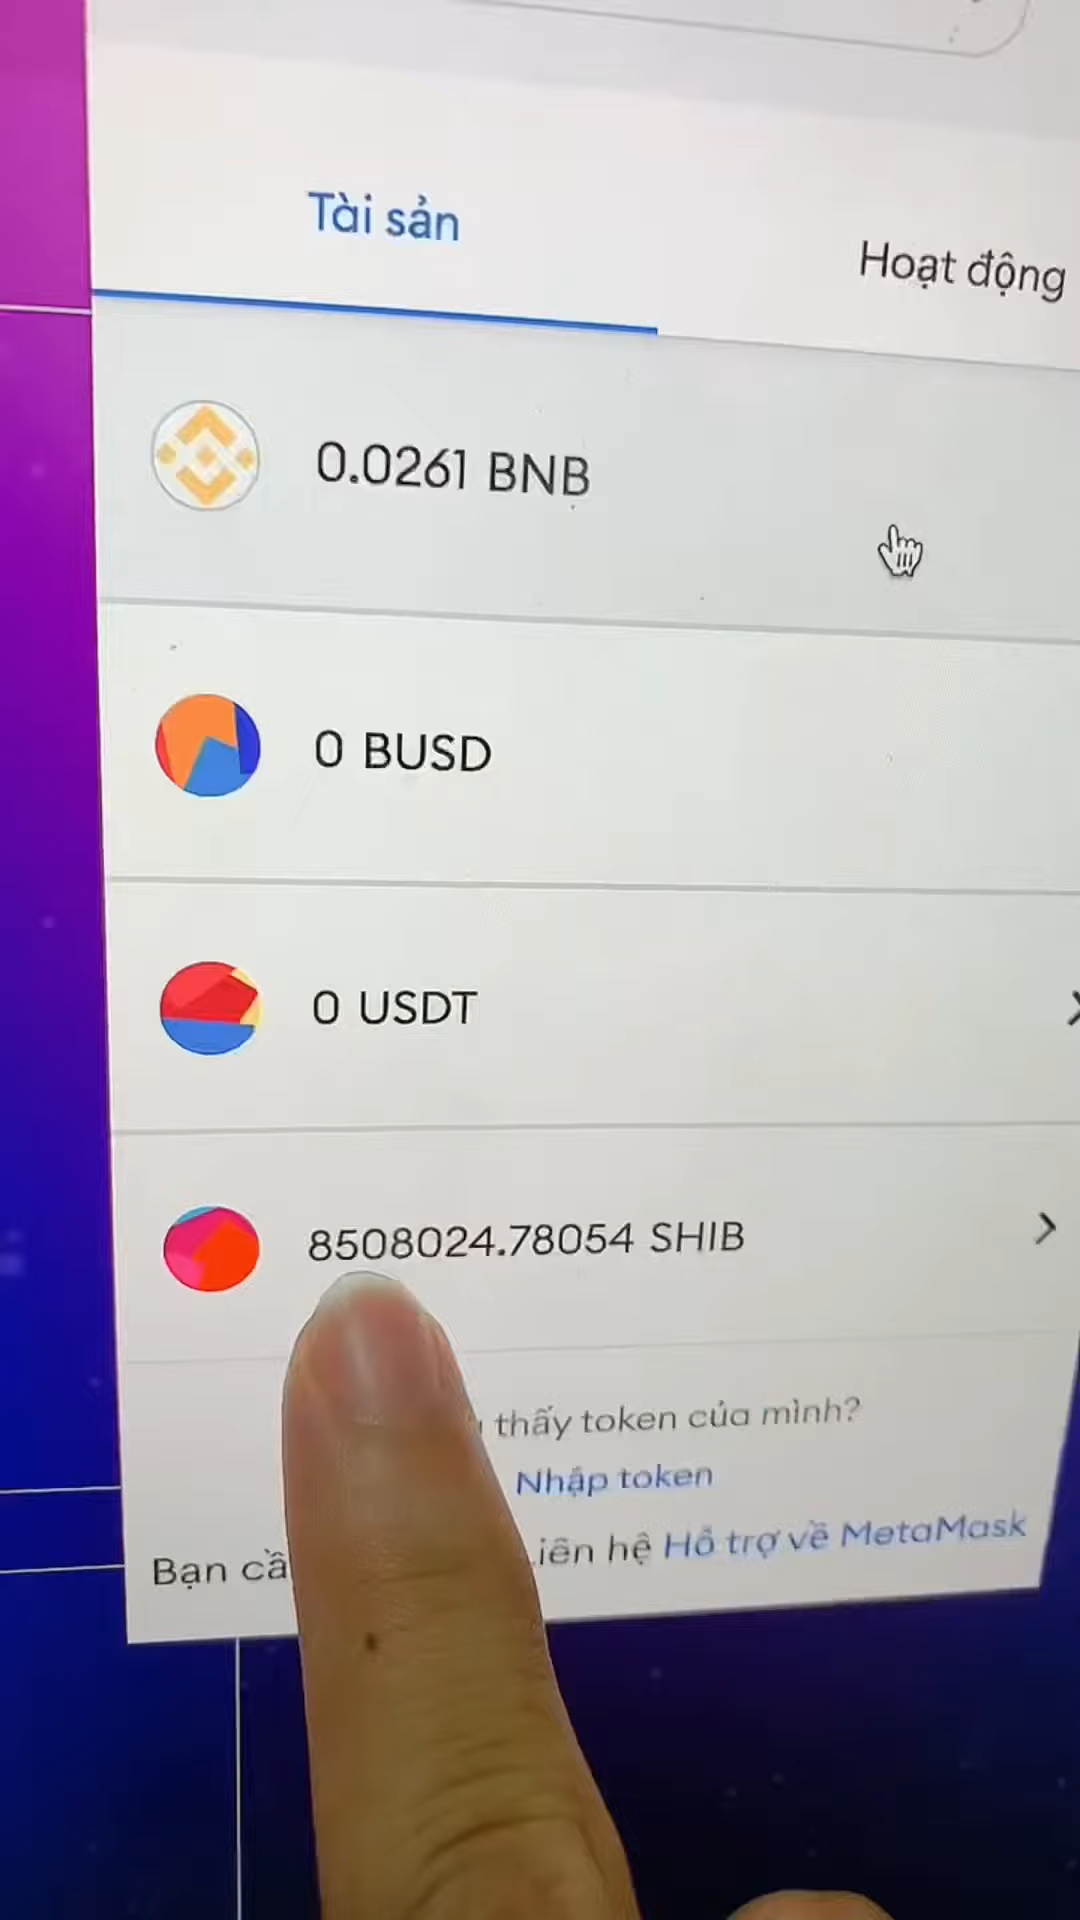 Tài sản
Hoạt động
0.0261 BNB
0 BUSD
0 USDT
8508024.78054 SHIB
thấy token của mình?
Nhập token
Bạn cầ
liên hệ Hỗ trợ về MetaMask